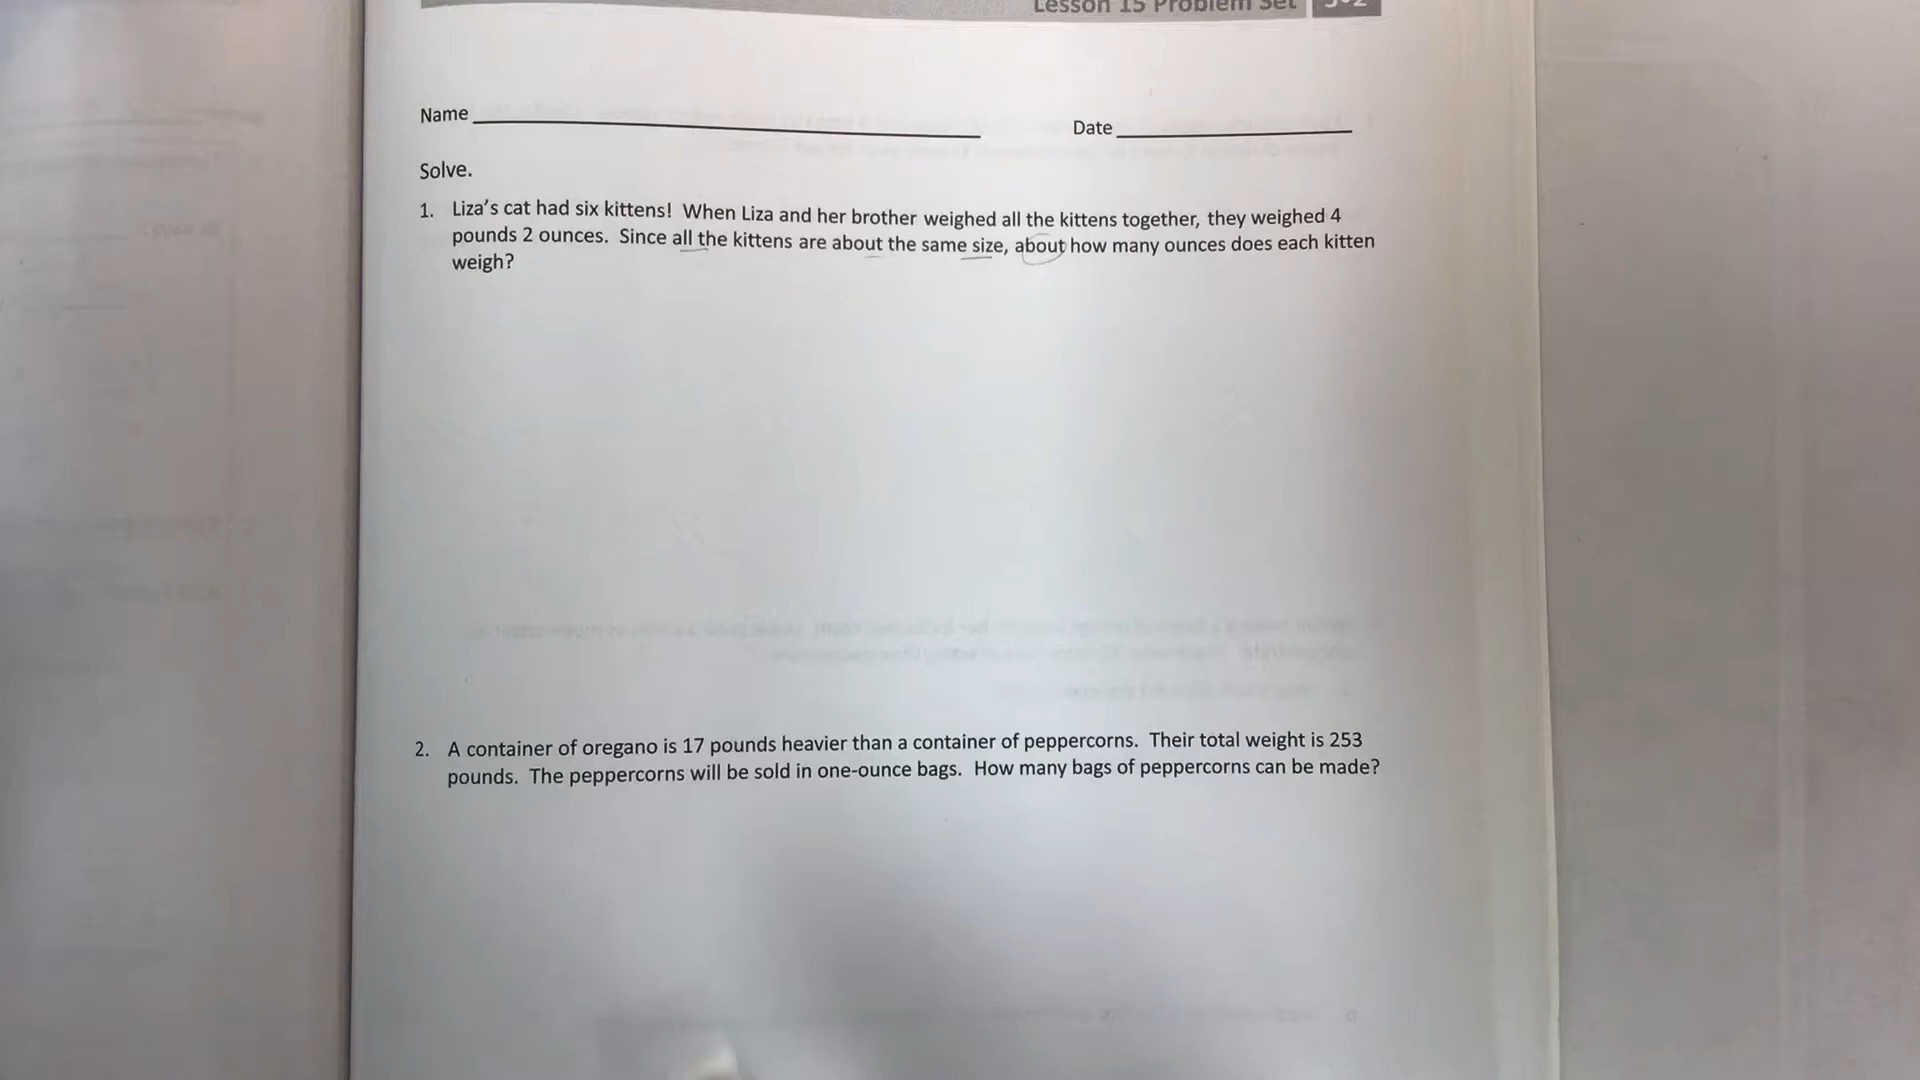 Lesson 15 Problem Set
Name
Date
Solve.
1. Liza's cat had six kittens! When Liza and her brother weighed all the kittens together, they weighed 4
pounds 2 ounces. Since all the kittens are about the same size, about how many ounces does each kitten
weigh?
2. A container of oregano is 17 pounds heavier than a container of peppercorns. Their total weight is 253
pounds. The peppercorns will be sold in one-ounce bags. How many bags of peppercorns can be made?